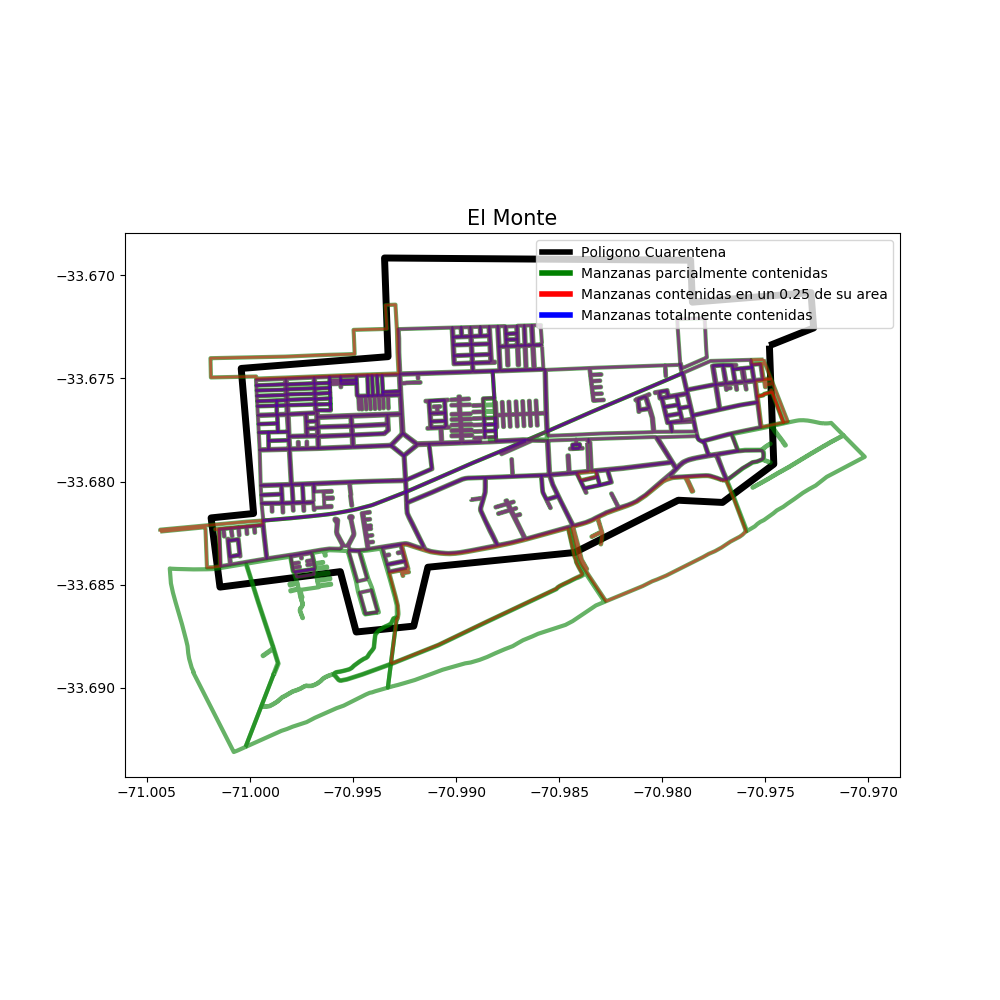 El Monte
Poligono Cuarentena
Manzanas parcialmente contenidas
Manzanas contenidas en un 0.25 de su area
Manzanas totalmente contenidas
−33.670
−33.675
−33.680
−33.685
−33.690
−71.005 −71.000 −70.995 −70.990 −70.985 −70.980 −70.975 −70.970